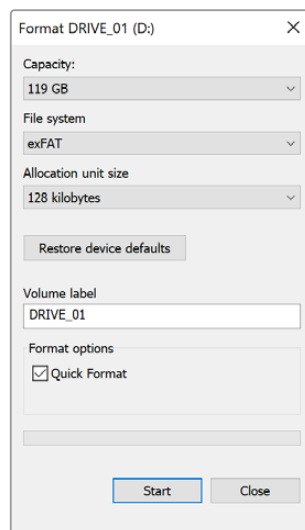 Format DRIVE_01 (D:)
Capacity:
119 GB
File system
exFAT
Allocation unit size
128 kilobytes
Restore device defaults
Volume label
DRIVE_01
Format options
Quick Format
Start Close